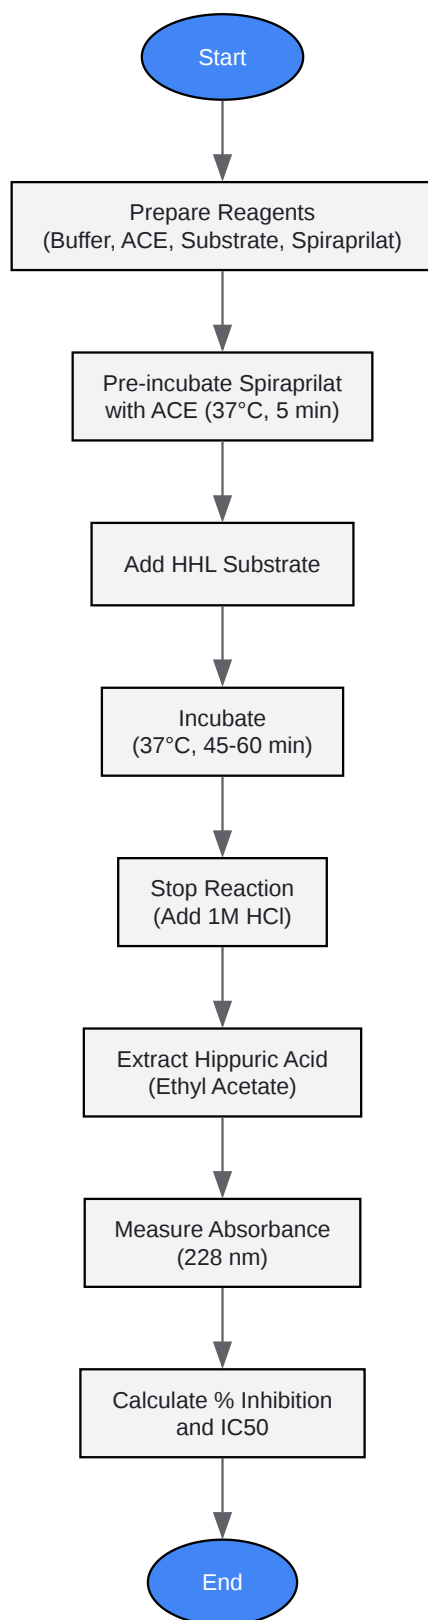 Start
Prepare Reagents
(Buffer, ACE, Substrate, Spiraprilat)
Pre-incubate Spiraprilat
with ACE (37°C, 5 min)
Add HHL Substrate
Incubate
(37°C, 45-60 min)
Stop Reaction
(Add 1M HCl)
Extract Hippuric Acid
(Ethyl Acetate)
Measure Absorbance
(228 nm)
Calculate % Inhibition
and IC50
End